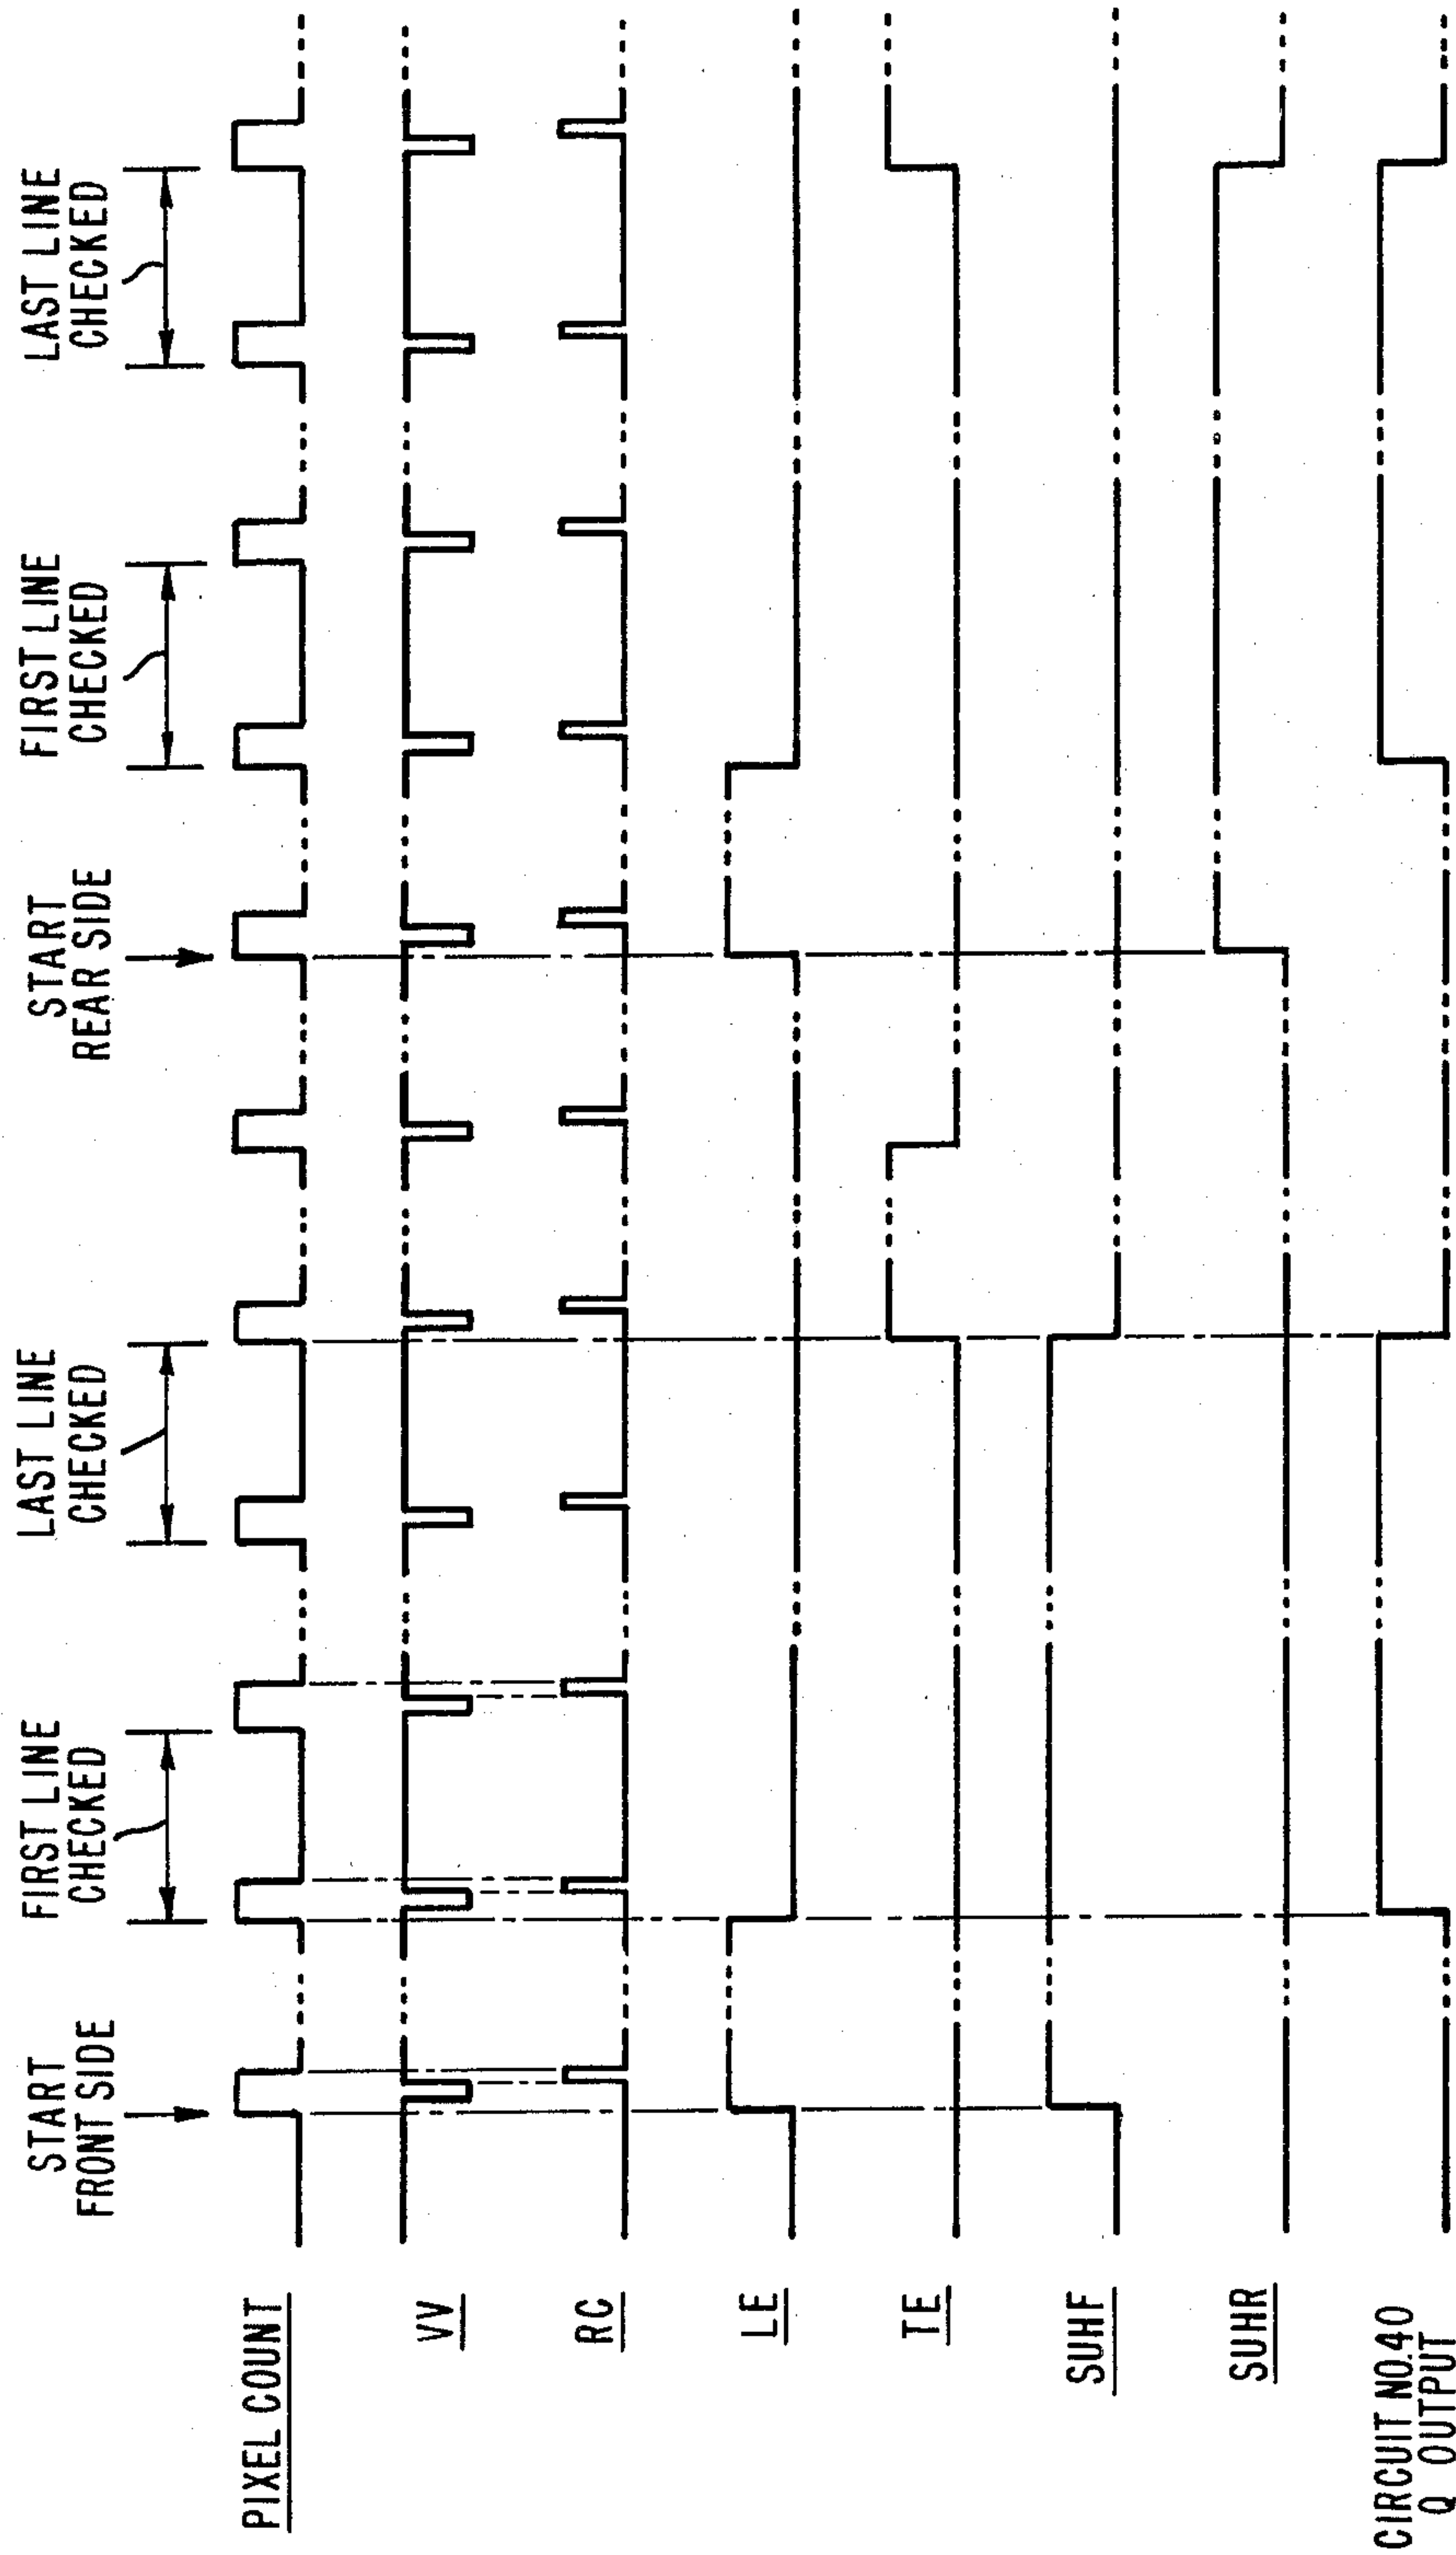 START
FRONT SIDE
FIRST LINE
CHECKED
LAST LINE
CHECKED
START
REAR SIDE
FIRST LINE
CHECKED
LAST LINE
CHECKED
PIXEL COUNT
VV
RC
LE
TE
SUHF
SUHR
CIRCUIT NO.40
Q OUTPUT